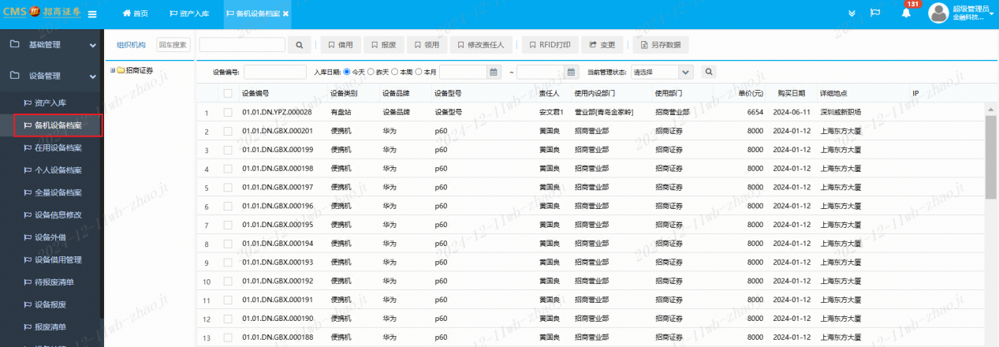 CMS 招商证券 首页 资产入库 备机设备档案 131 超级管理员
金融科技...
基础管理
设备管理
资产入库
备机设备档案
在用设备档案
个人设备档案
全量设备档案
设备信息修改
设备外借
设备借用管理
待报废清单
设备报废
报废清单
组织机构 回车搜索
招商证券
借用 报废 领用 修改责任人 RFID打印 变更 另存数据
设备编号: 入库日期: 今天 昨天 本周 本月 ~ 当前管理状态: 请选择
设备编号 设备类别 设备品牌 设备型号 责任人 使用内设部门 使用部门 单价(元) 购买日期 详细地点 IP
1 01.01.DN.YPZ.000028 有盘站 设备品牌 设备型号 安文君1 营业部[青岛金家岭] 招商营业部 6654 2024-06-11 深圳威新职场
2 01.01.DN.GBX.000201 便携机 华为 p60 黄国良 招商营业部 招商证券 8000 2024-01-12 上海东方大厦
3 01.01.DN.GBX.000199 便携机 华为 p60 黄国良 招商营业部 招商证券 8000 2024-01-12 上海东方大厦
4 01.01.DN.GBX.000198 便携机 华为 p60 黄国良 招商营业部 招商证券 8000 2024-01-12 上海东方大厦
5 01.01.DN.GBX.000197 便携机 华为 p60 黄国良 招商营业部 招商证券 8000 2024-01-12 上海东方大厦
6 01.01.DN.GBX.000196 便携机 华为 p60 黄国良 招商营业部 招商证券 8000 2024-01-12 上海东方大厦
7 01.01.DN.GBX.000195 便携机 华为 p60 黄国良 招商营业部 招商证券 8000 2024-01-12 上海东方大厦
8 01.01.DN.GBX.000194 便携机 华为 p60 黄国良 招商营业部 招商证券 8000 2024-01-12 上海东方大厦
9 01.01.DN.GBX.000193 便携机 华为 p60 黄国良 招商营业部 招商证券 8000 2024-01-12 上海东方大厦
10 01.01.DN.GBX.000192 便携机 华为 p60 黄国良 招商营业部 招商证券 8000 2024-01-12 上海东方大厦
11 01.01.DN.GBX.000191 便携机 华为 p60 黄国良 招商营业部 招商证券 8000 2024-01-12 上海东方大厦
12 01.01.DN.GBX.000190 便携机 华为 p60 黄国良 招商营业部 招商证券 8000 2024-01-12 上海东方大厦
13 01.01.DN.GBX.000188 便携机 华为 p60 黄国良 招商营业部 招商证券 8000 2024-01-12 上海东方大厦
2024-12-11wb-zhaoji